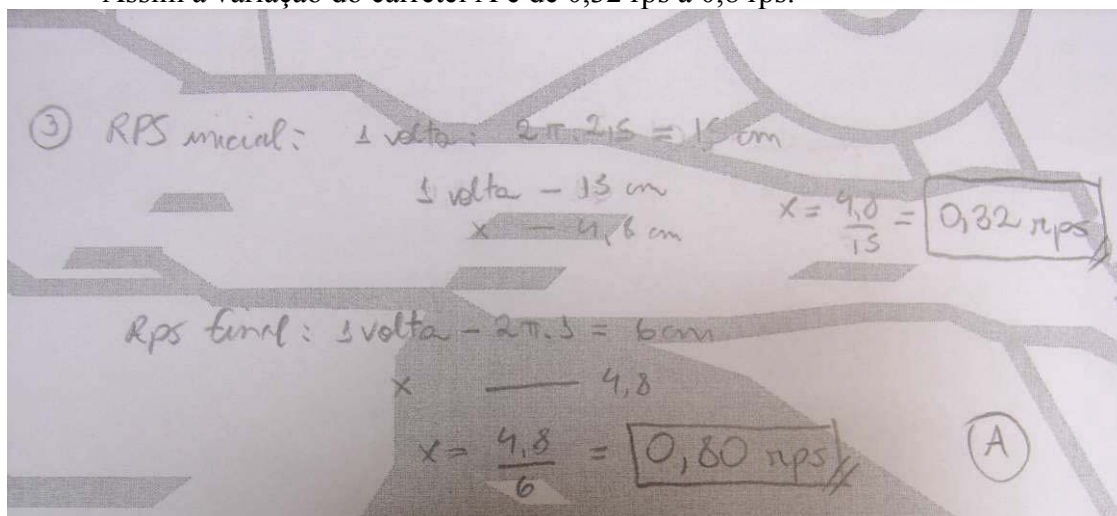 Assim a variação do carretel A é de 0,32 rps a 0,8 rps.
③ RPS inicial: 1 volta: 2π.2,5 = 15 cm
1 volta - 15 cm
x - 4,8 cm
x = 4,8/15 = 0,32 rps
Rps final: 1 volta - 2π.1 = 6cm
x — 4,8
x = 4,8/6 = 0,80 rps
A